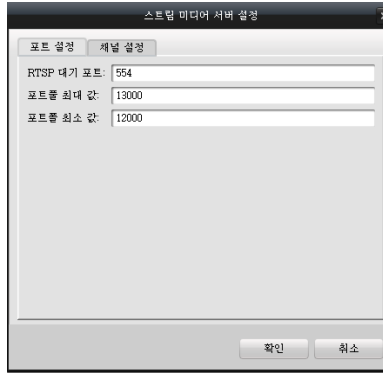 스트림 미디어 서버 설정
포트 설정 채널 설정
RTSP 대기 포트: 554
포트풀 최대 값: 13000
포트풀 최소 값: 12000
확인 취소